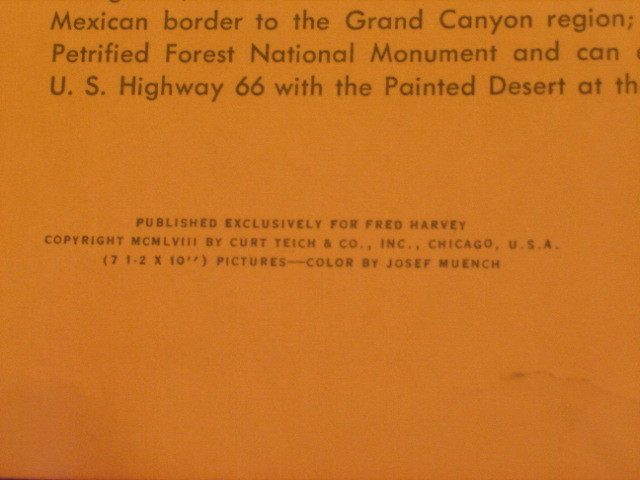 Mexican border to the Grand Canyon region;
Petrified Forest National Monument and can
U. S. Highway 66 with the Painted Desert at th
PUBLISHED EXCLUSIVELY FOR FRED HARVEY
COPYRIGHT MCMLVIII BY CURT TEICH & CO., INC., CHICAGO, U.S.A.
(7 1-2 X 10'') PICTURES—COLOR BY JOSEF MUENCH